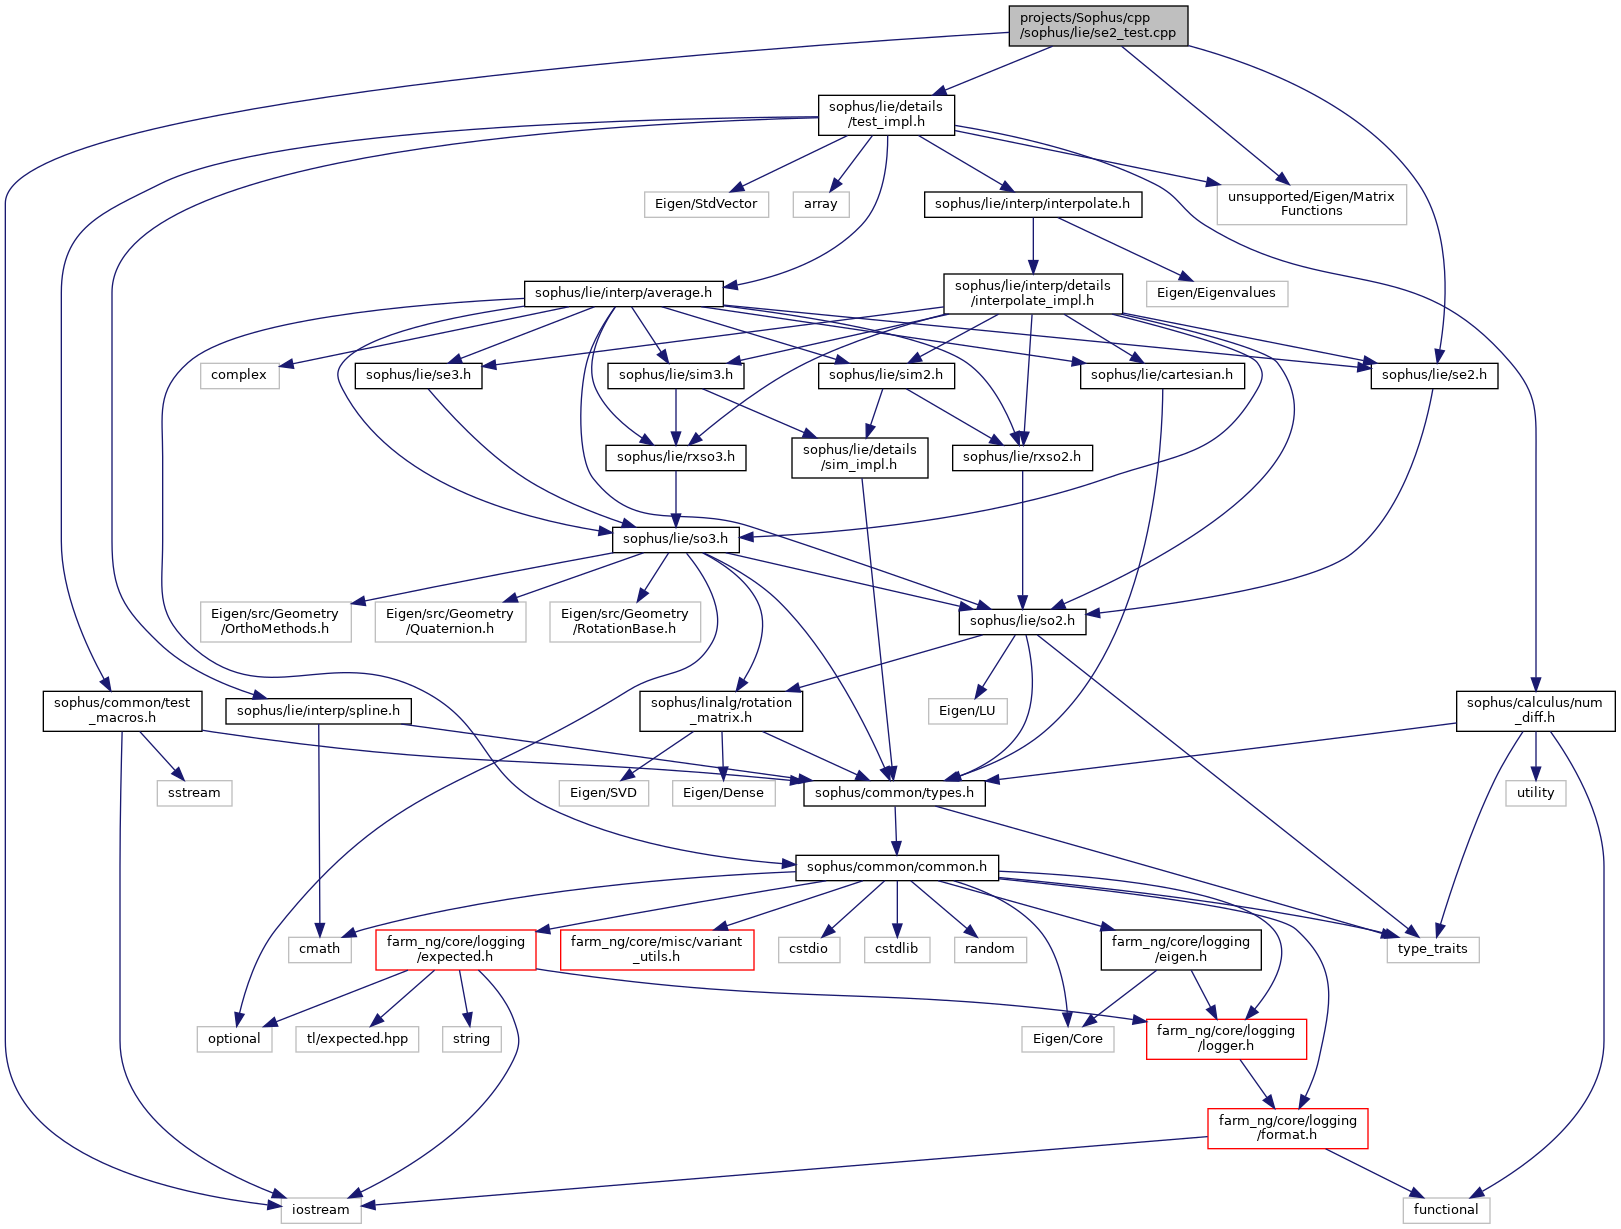 projects/Sophus/cpp
/sophus/lie/se2_test.cpp
sophus/lie/details
/test_impl.h
Eigen/StdVector
array
sophus/lie/interp/interpolate.h
unsupported/Eigen/Matrix
Functions
sophus/lie/interp/average.h
sophus/lie/interp/details
/interpolate_impl.h
Eigen/Eigenvalues
complex
sophus/lie/se3.h
sophus/lie/sim3.h
sophus/lie/sim2.h
sophus/lie/cartesian.h
sophus/lie/se2.h
sophus/lie/rxso3.h
sophus/lie/details
/sim_impl.h
sophus/lie/rxso2.h
sophus/lie/so3.h
Eigen/src/Geometry
/OrthoMethods.h
Eigen/src/Geometry
/Quaternion.h
Eigen/src/Geometry
/RotationBase.h
sophus/lie/so2.h
sophus/common/test
_macros.h
sophus/lie/interp/spline.h
sophus/linalg/rotation
_matrix.h
Eigen/LU
sophus/calculus/num
_diff.h
sstream
Eigen/SVD
Eigen/Dense
sophus/common/types.h
utility
sophus/common/common.h
cmath
farm_ng/core/logging
/expected.h
farm_ng/core/misc/variant
_utils.h
cstdio
cstdlib
random
farm_ng/core/logging
/eigen.h
type_traits
optional
tl/expected.hpp
string
Eigen/Core
farm_ng/core/logging
/logger.h
farm_ng/core/logging
/format.h
iostream
functional